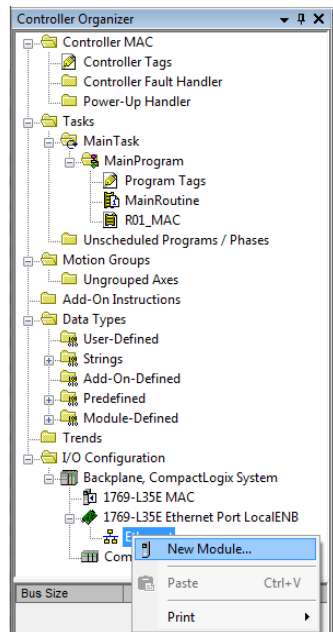 Controller Organizer
Controller MAC
Controller Tags
Controller Fault Handler
Power-Up Handler
Tasks
MainTask
MainProgram
Program Tags
MainRoutine
R01_MAC
Unscheduled Programs / Phases
Motion Groups
Ungrouped Axes
Add-On Instructions
Data Types
User-Defined
Strings
Add-On-Defined
Predefined
Module-Defined
Trends
I/O Configuration
Backplane, CompactLogix System
1769-L35E MAC
1769-L35E Ethernet Port LocalENB
New Module...
Com
Paste Ctrl+V
Bus Size
Print